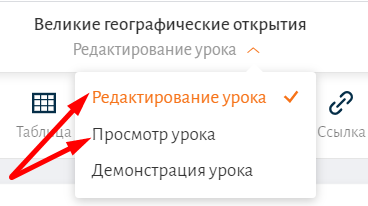 Великие географические открытия
Редактирование урока
Редактирование урока
Таблица
Просмотр урока
Ссылка
Демонстрация урока